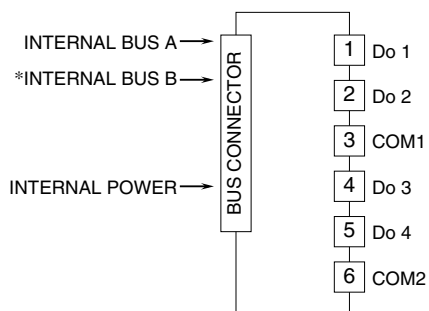 INTERNAL BUS A
*INTERNAL BUS B
INTERNAL POWER
BUS CONNECTOR
1 Do 1
2 Do 2
3 COM1
4 Do 3
5 Do 4
6 COM2